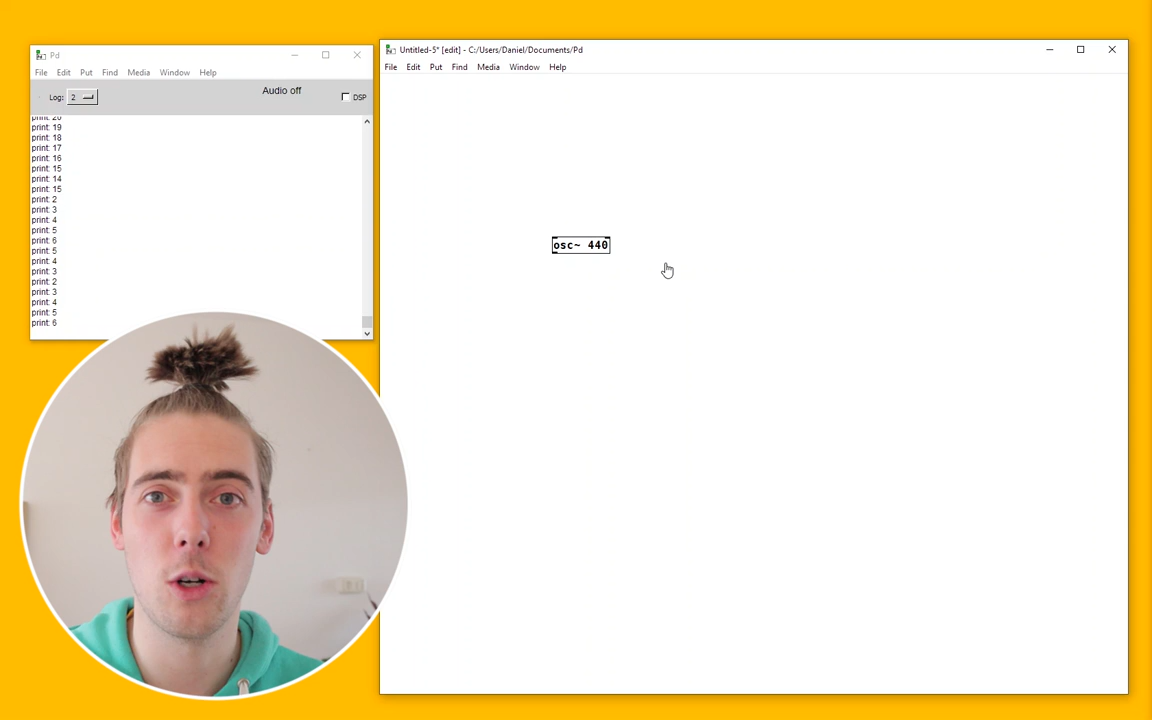 Pd
File Edit Put Find Media Window Help
Log: 2
Audio off
DSP
print: 20
print: 19
print: 18
print: 17
print: 16
print: 15
print: 14
print: 15
print: 2
print: 3
print: 4
print: 5
print: 6
print: 5
print: 4
print: 3
print: 2
print: 3
print: 4
print: 5
print: 6
Untitled-5* [edit] - C:/Users/Daniel/Documents/Pd
File Edit Put Find Media Window Help
osc~ 440